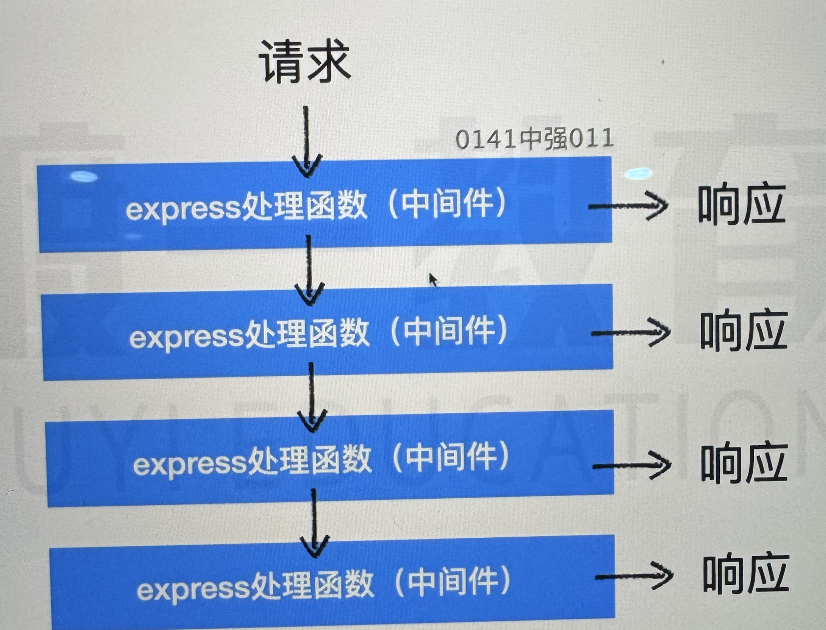 请求
0141中强011
express处理函数（中间件） 响应
express处理函数（中间件） 响应
express处理函数（中间件） 响应
express处理函数（中间件） 响应
教育
UYI EDUCATION